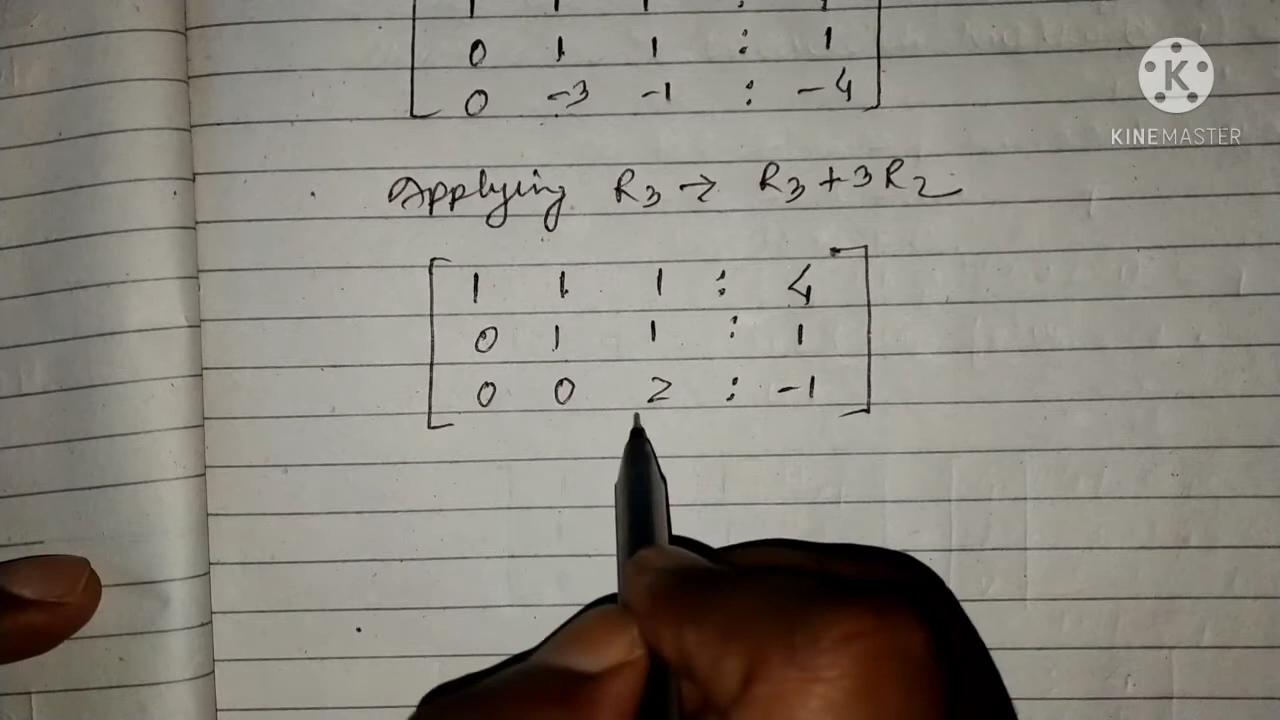 0 1 1 : 1
0 -3 -1 : -4
K
KINEMASTER
Applying R3 → R3 + 3R2
1 1 1 : 4
0 1 1 : 1
0 0 2 : -1